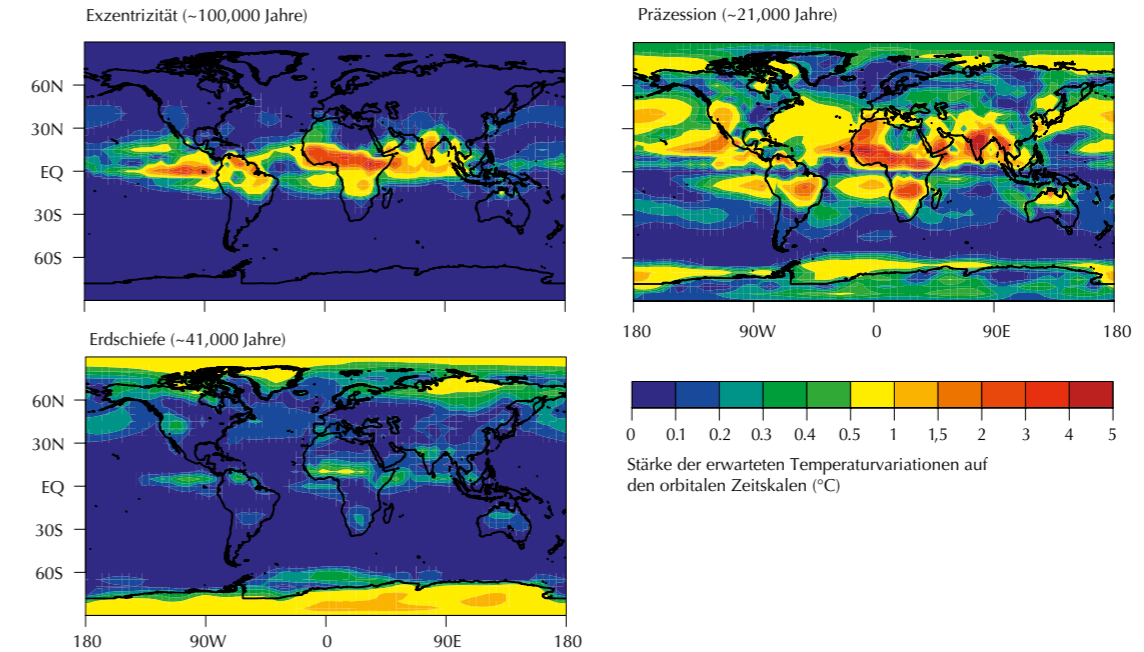 Exzentrizität (~100,000 Jahre)
60N
30N
EQ
30S
60S
Präzession (~21,000 Jahre)
180 90W 0 90E 180
Erdschiefe (~41,000 Jahre)
60N
30N
EQ
30S
60S
180 90W 0 90E 180
0 0.1 0.2 0.3 0.4 0.5 1 1,5 2 3 4 5
Stärke der erwarteten Temperaturvariationen auf
den orbitalen Zeitskalen (°C)